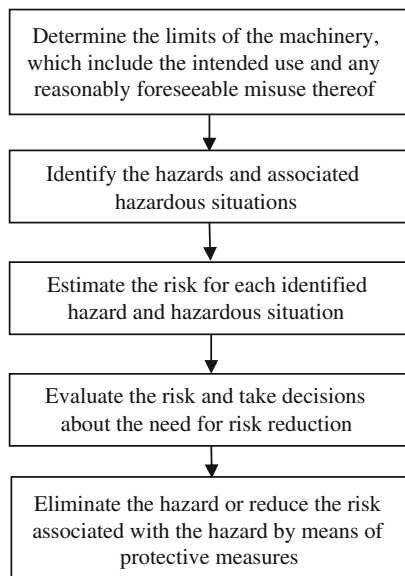 Determine the limits of the machinery,
which include the intended use and any
reasonably foreseeable misuse thereof
Identify the hazards and associated
hazardous situations
Estimate the risk for each identified
hazard and hazardous situation
Evaluate the risk and take decisions
about the need for risk reduction
Eliminate the hazard or reduce the risk
associated with the hazard by means of
protective measures